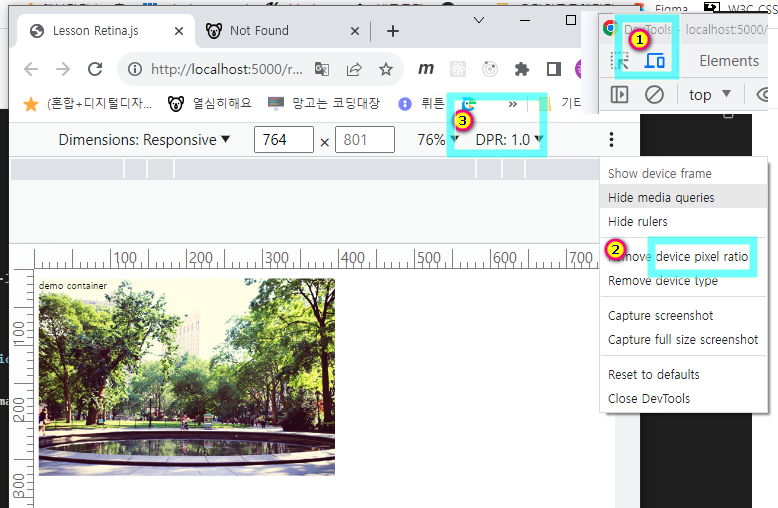 Figma
W3C CSS
Lesson Retina.js
Not Found
DevTools - localhost:5000/
1
http://localhost:5000/r...
m
Elements
top
(혼합+디지털디자...
열심히해요
망고는 코딩대장
뤼튼
»
기타
3
Dimensions: Responsive
764
×
801
76%
DPR: 1.0
Show device frame
Hide media queries
Hide rulers
2
Remove device pixel ratio
Remove device type
Capture screenshot
Capture full size screenshot
Reset to defaults
Close DevTools
100
200
300
400
500
600
700
demo container
100
200
300